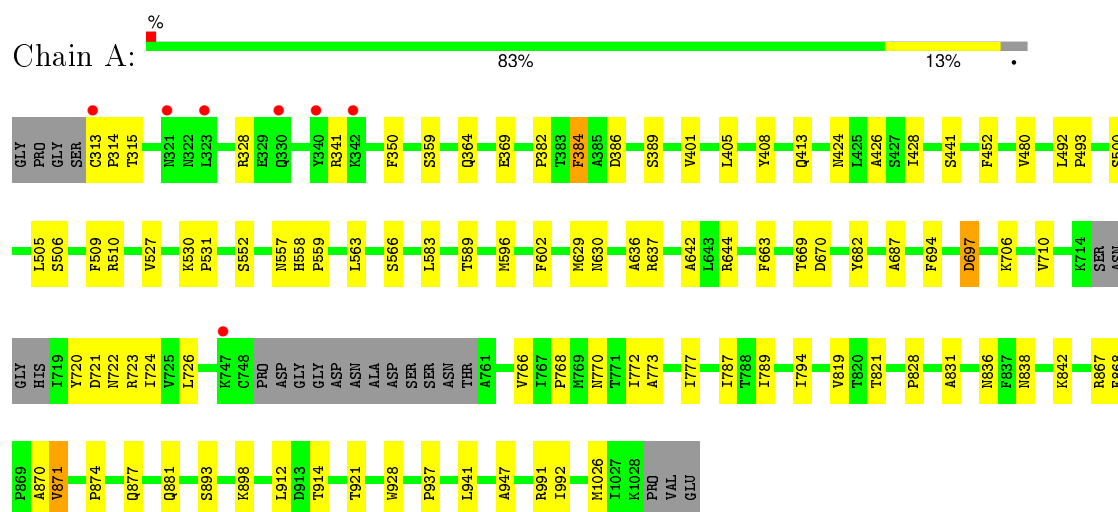 %
Chain A:
83% 13% •
GLY PRO GLY SER C313 P314 T315 N321 N322 L323 R328 E329 Q330 Y340 R341 K342 F350 S359 Q364 E369 P382 T383 F384 A385 D386 S389 V401 L405 Y408 Q413 N424 L425 A426 S427 I428 S441 F452 V480 L492 P493
L505 S506 F509 R510 V527 K530 P531 S552 N557 H558 P559 L563 S566 L583 T589 M596 F602 M629 N630 A636 R637 A642 L643 R644 F663 T669 D670 Y682 A687 F694 D697 K706 V710 K714 SER ASN
GLY HIS I719 Y720 D721 N722 R723 I724 V725 L726 K747 C748 PRO ASP GLY GLY ASP ASN ALA ASP SER SER ASN THR A761 V766 I767 P768 M769 N770 T771 I772 A773 I777 I787 T788 I789 I794 V819 T820 T821 P828 A831 N836 F837 N838 K842 R867
P869 A870 V871 P874 Q877 Q881 S893 K898 L912 D913 T914 T921 W928 P937 L941 A947 R991 I992 M1026 I1027 K1028 PRO VAL GLU